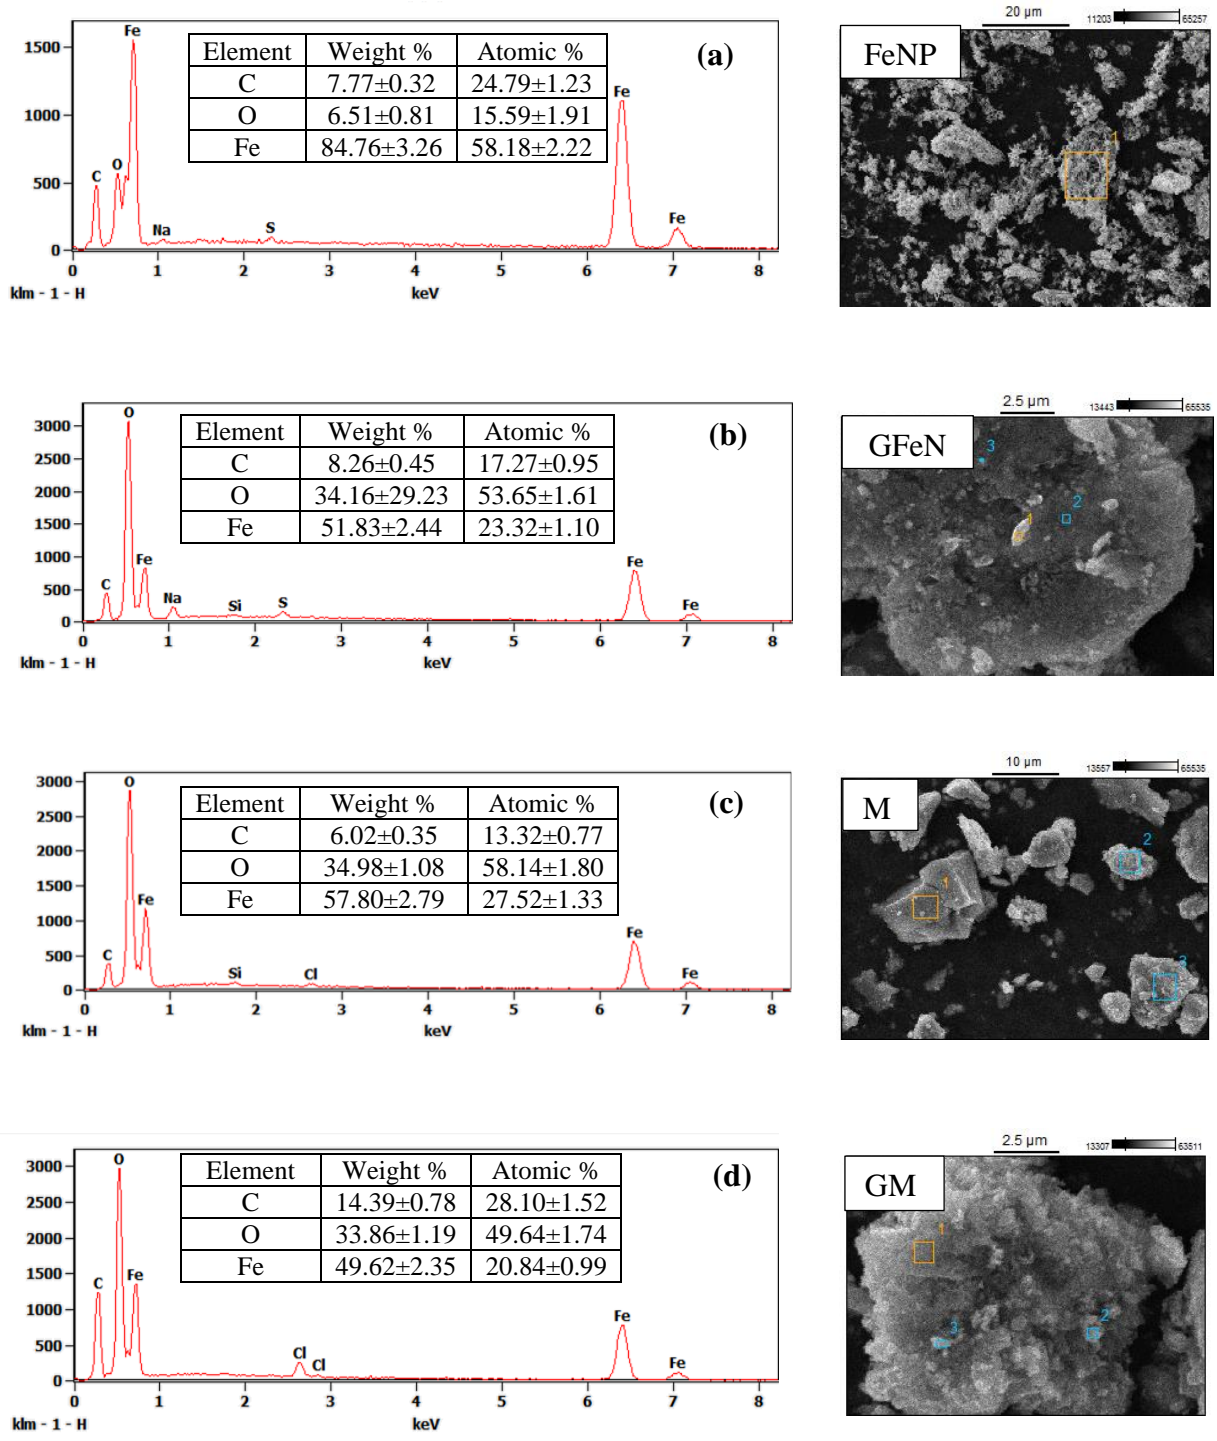 Fe
1500
1000
500
0
Element Weight % Atomic %
C 7.77±0.32 24.79±1.23
O 6.51±0.81 15.59±1.91
Fe 84.76±3.26 58.18±2.22
(a)
Fe
C O Na S Fe
0 1 2 3 4 5 6 7 8
klm - 1 - H keV
20 µm 11203 65257
FeNP
1
O
3000
2500
2000
1500
1000
500
0
Element Weight % Atomic %
C 8.26±0.45 17.27±0.95
O 34.16±29.23 53.65±1.61
Fe 51.83±2.44 23.32±1.10
(b)
C Fe Na Si S Fe Fe
0 1 2 3 4 5 6 7 8
klm - 1 - H keV
2.5 µm 13443 65535
GFeN
3
2
1
O
3000
2500
2000
1500
1000
500
0
Element Weight % Atomic %
C 6.02±0.35 13.32±0.77
O 34.98±1.08 58.14±1.80
Fe 57.80±2.79 27.52±1.33
(c)
C Fe Si Cl Fe Fe
0 1 2 3 4 5 6 7 8
klm - 1 - H keV
10 µm 13557 65535
M
2
1
3
O
3000
2500
2000
1500
1000
500
0
Element Weight % Atomic %
C 14.39±0.78 28.10±1.52
O 33.86±1.19 49.64±1.74
Fe 49.62±2.35 20.84±0.99
(d)
C Fe Cl Cl Fe Fe
0 1 2 3 4 5 6 7 8
klm - 1 - H keV
2.5 µm 13307 63511
GM
1
2
3